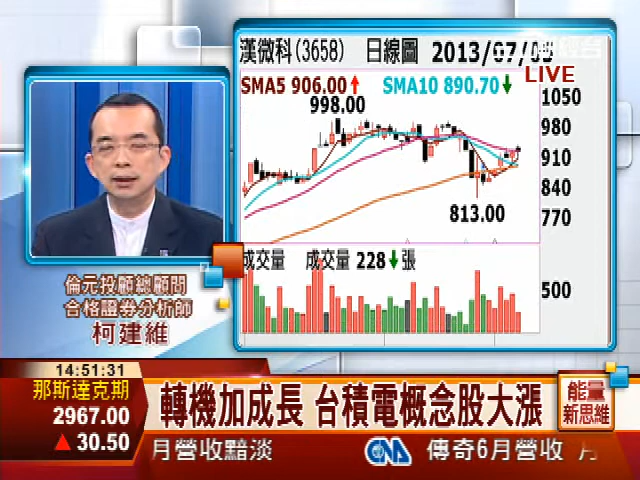 漢微科(3658) 日線圖 2013/07/05
LIVE
SMA5 906.00 SMA10 890.70
998.00
813.00
1050
980
910
840
770
成交量 成交量 228 張
500
倫元投顧總顧問
合格證券分析師
柯建維
14:51:31
那斯達克期
2967.00
30.50
轉機加成長 台積電概念股大漲
能量
新思維
月營收黯淡 CNA 傳奇6月營收